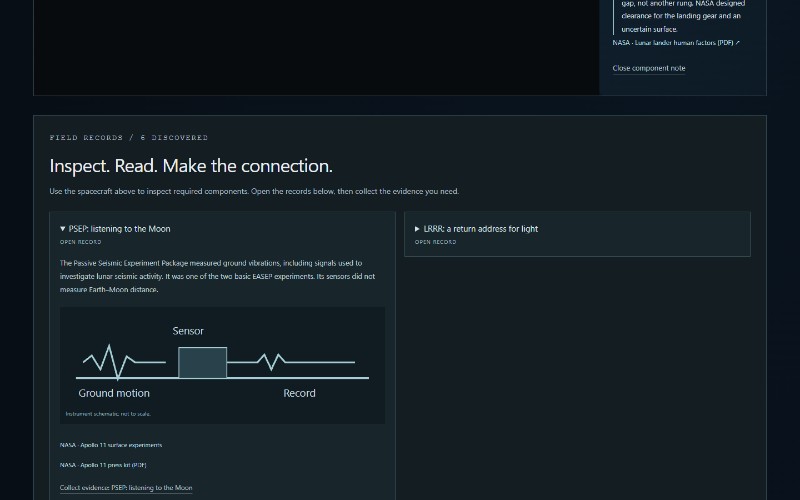 gap, not another rung. NASA designed
clearance for the landing gear and an
uncertain surface.
NASA · Lunar lander human factors (PDF) ↗
Close component note
FIELD RECORDS / 6 DISCOVERED
Inspect. Read. Make the connection.
Use the spacecraft above to inspect required components. Open the records below, then collect the evidence you need.
▼ PSEP: listening to the Moon
OPEN RECORD
The Passive Seismic Experiment Package measured ground vibrations, including signals used to
investigate lunar seismic activity. It was one of the two basic EASEP experiments. Its sensors did not
measure Earth–Moon distance.
Sensor
Ground motion
Record
Instrument schematic, not to scale.
NASA · Apollo 11 surface experiments
NASA · Apollo 11 press kit (PDF)
Collect evidence: PSEP: listening to the Moon
▶ LRRR: a return address for light
OPEN RECORD